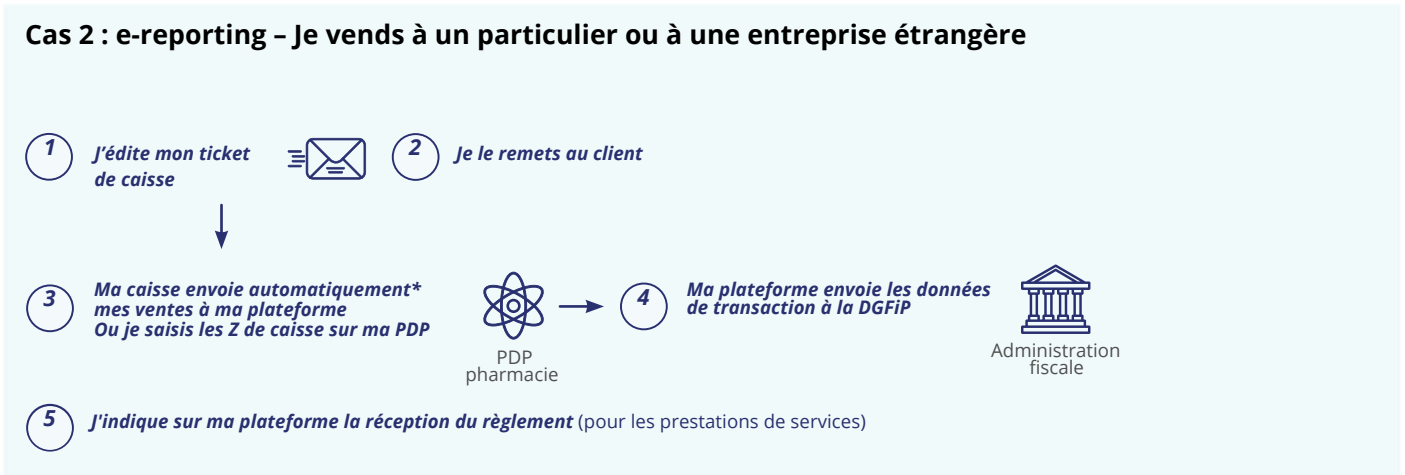 Cas 2 : e-reporting – Je vends à un particulier ou à une entreprise étrangère
1
J’édite mon ticket
de caisse
2
Je le remets au client
3
Ma caisse envoie automatiquement*
mes ventes à ma plateforme
Ou je saisis les Z de caisse sur ma PDP
PDP
pharmacie
4
Ma plateforme envoie les données
de transaction à la DGFiP
Administration
fiscale
5
J'indique sur ma plateforme la réception du règlement (pour les prestations de services)